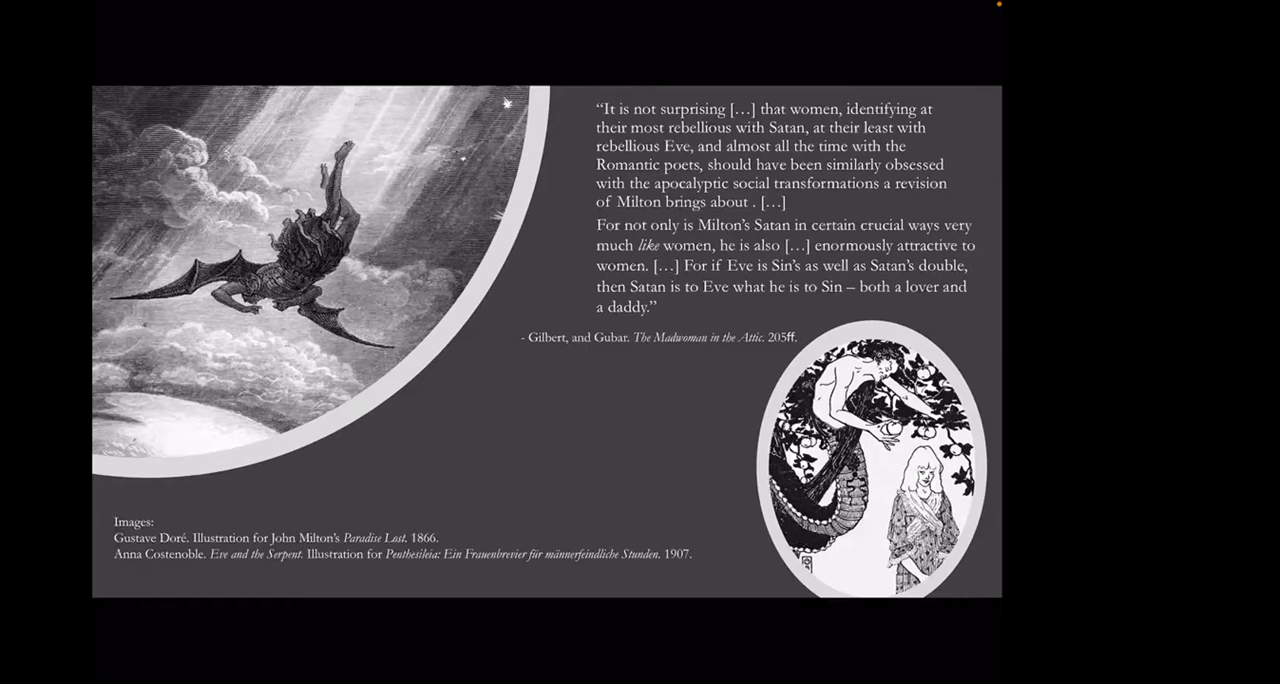 “It is not surprising […] that women, identifying at
their most rebellious with Satan, at their least with
rebellious Eve, and almost all the time with the
Romantic poets, should have been similarly obsessed
with the apocalyptic social transformations a revision
of Milton brings about . […]
For not only is Milton’s Satan in certain crucial ways very
much like women, he is also […] enormously attractive to
women. […] For if Eve is Sin’s as well as Satan’s double,
then Satan is to Eve what he is to Sin – both a lover and
a daddy.”
- Gilbert, and Gubar. The Madwoman in the Attic. 205ff.
Images:
Gustave Doré. Illustration for John Milton’s Paradise Lost. 1866.
Anna Costenoble. Eve and the Serpent. Illustration for Penthesileia: Ein Frauenbrevier für männerfeindliche Stunden. 1907.